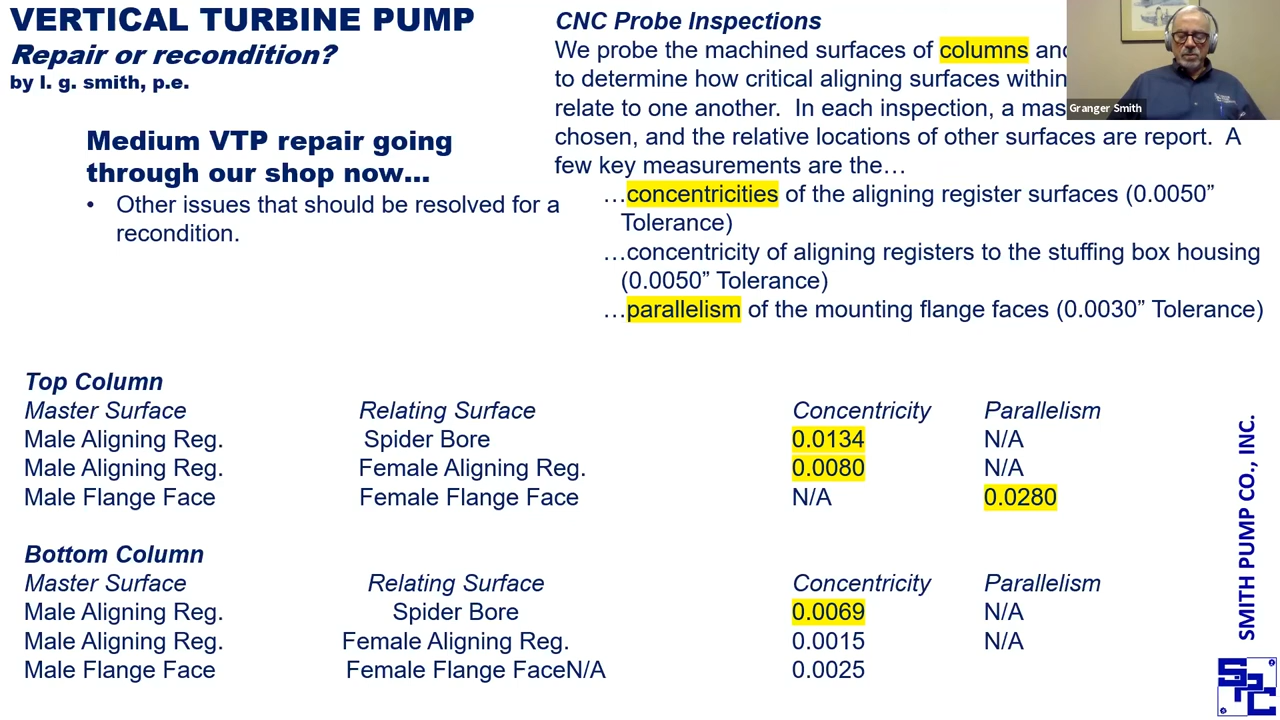 VERTICAL TURBINE PUMP
Repair or recondition?
by l. g. smith, p.e.
Medium VTP repair going
through our shop now…
• Other issues that should be resolved for a
recondition.
CNC Probe Inspections
We probe the machined surfaces of columns and
to determine how critical aligning surfaces within
relate to one another. In each inspection, a
chosen, and the relative locations of other surfaces are report. A
few key measurements are the…
…concentricities of the aligning register surfaces (0.0050”
Tolerance)
…concentricity of aligning registers to the stuffing box housing
(0.0050” Tolerance)
…parallelism of the mounting flange faces (0.0030” Tolerance)
Granger Smith
Top Column
Master Surface Relating Surface Concentricity Parallelism
Male Aligning Reg. Spider Bore 0.0134 N/A
Male Aligning Reg. Female Aligning Reg. 0.0080 N/A
Male Flange Face Female Flange Face N/A 0.0280
Bottom Column
Master Surface Relating Surface Concentricity Parallelism
Male Aligning Reg. Spider Bore 0.0069 N/A
Male Aligning Reg. Female Aligning Reg. 0.0015 N/A
Male Flange Face Female Flange FaceN/A 0.0025
SMITH PUMP CO., INC.
SPC